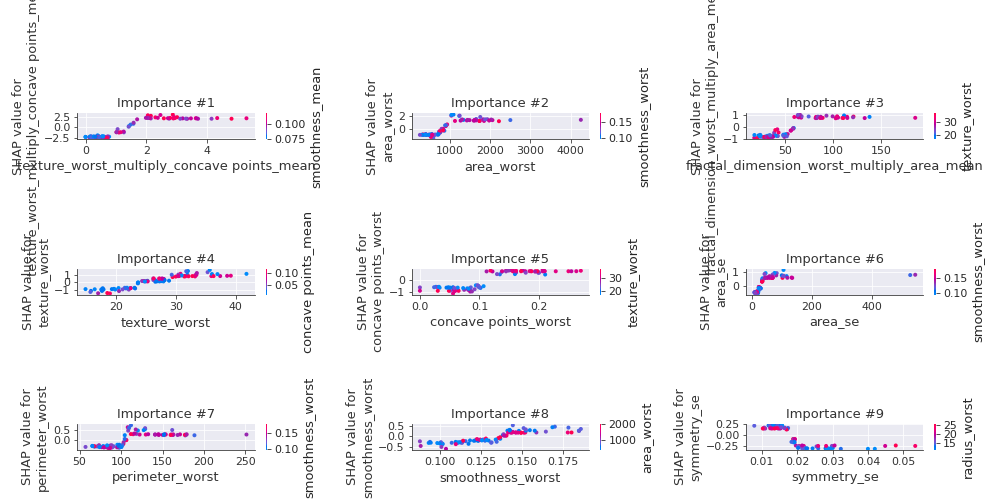 Importance #1
SHAP value for
texture_worst_multiply_concave points_mean
2.5
0.0
−2.5
0
2
4
texture_worst_multiply_concave points_mean
0.100
0.075
smoothness_mean
Importance #2
SHAP value for
area_worst
2
0
1000
2000
3000
4000
area_worst
0.15
0.10
smoothness_worst
Importance #3
SHAP value for
fractal_dimension_worst_multiply_area_mean
1
0
−1
50
100
150
fractal_dimension_worst_multiply_area_mean
30
20
texture_worst
Importance #4
SHAP value for
texture_worst
1
0
−1
20
30
40
texture_worst
0.10
0.05
concave points_mean
Importance #5
SHAP value for
concave points_worst
0
−1
0.0
0.1
0.2
concave points_worst
30
20
texture_worst
Importance #6
SHAP value for
area_se
1
0
0
200
400
area_se
0.15
0.10
smoothness_worst
Importance #7
SHAP value for
perimeter_worst
0.5
0.0
50
100
150
200
250
perimeter_worst
0.15
0.10
smoothness_worst
Importance #8
SHAP value for
smoothness_worst
0.5
0.0
−0.5
0.100
0.125
0.150
0.175
smoothness_worst
2000
1000
area_worst
Importance #9
SHAP value for
symmetry_se
0.25
0.00
−0.25
0.01
0.02
0.03
0.04
0.05
symmetry_se
25
20
15
radius_worst